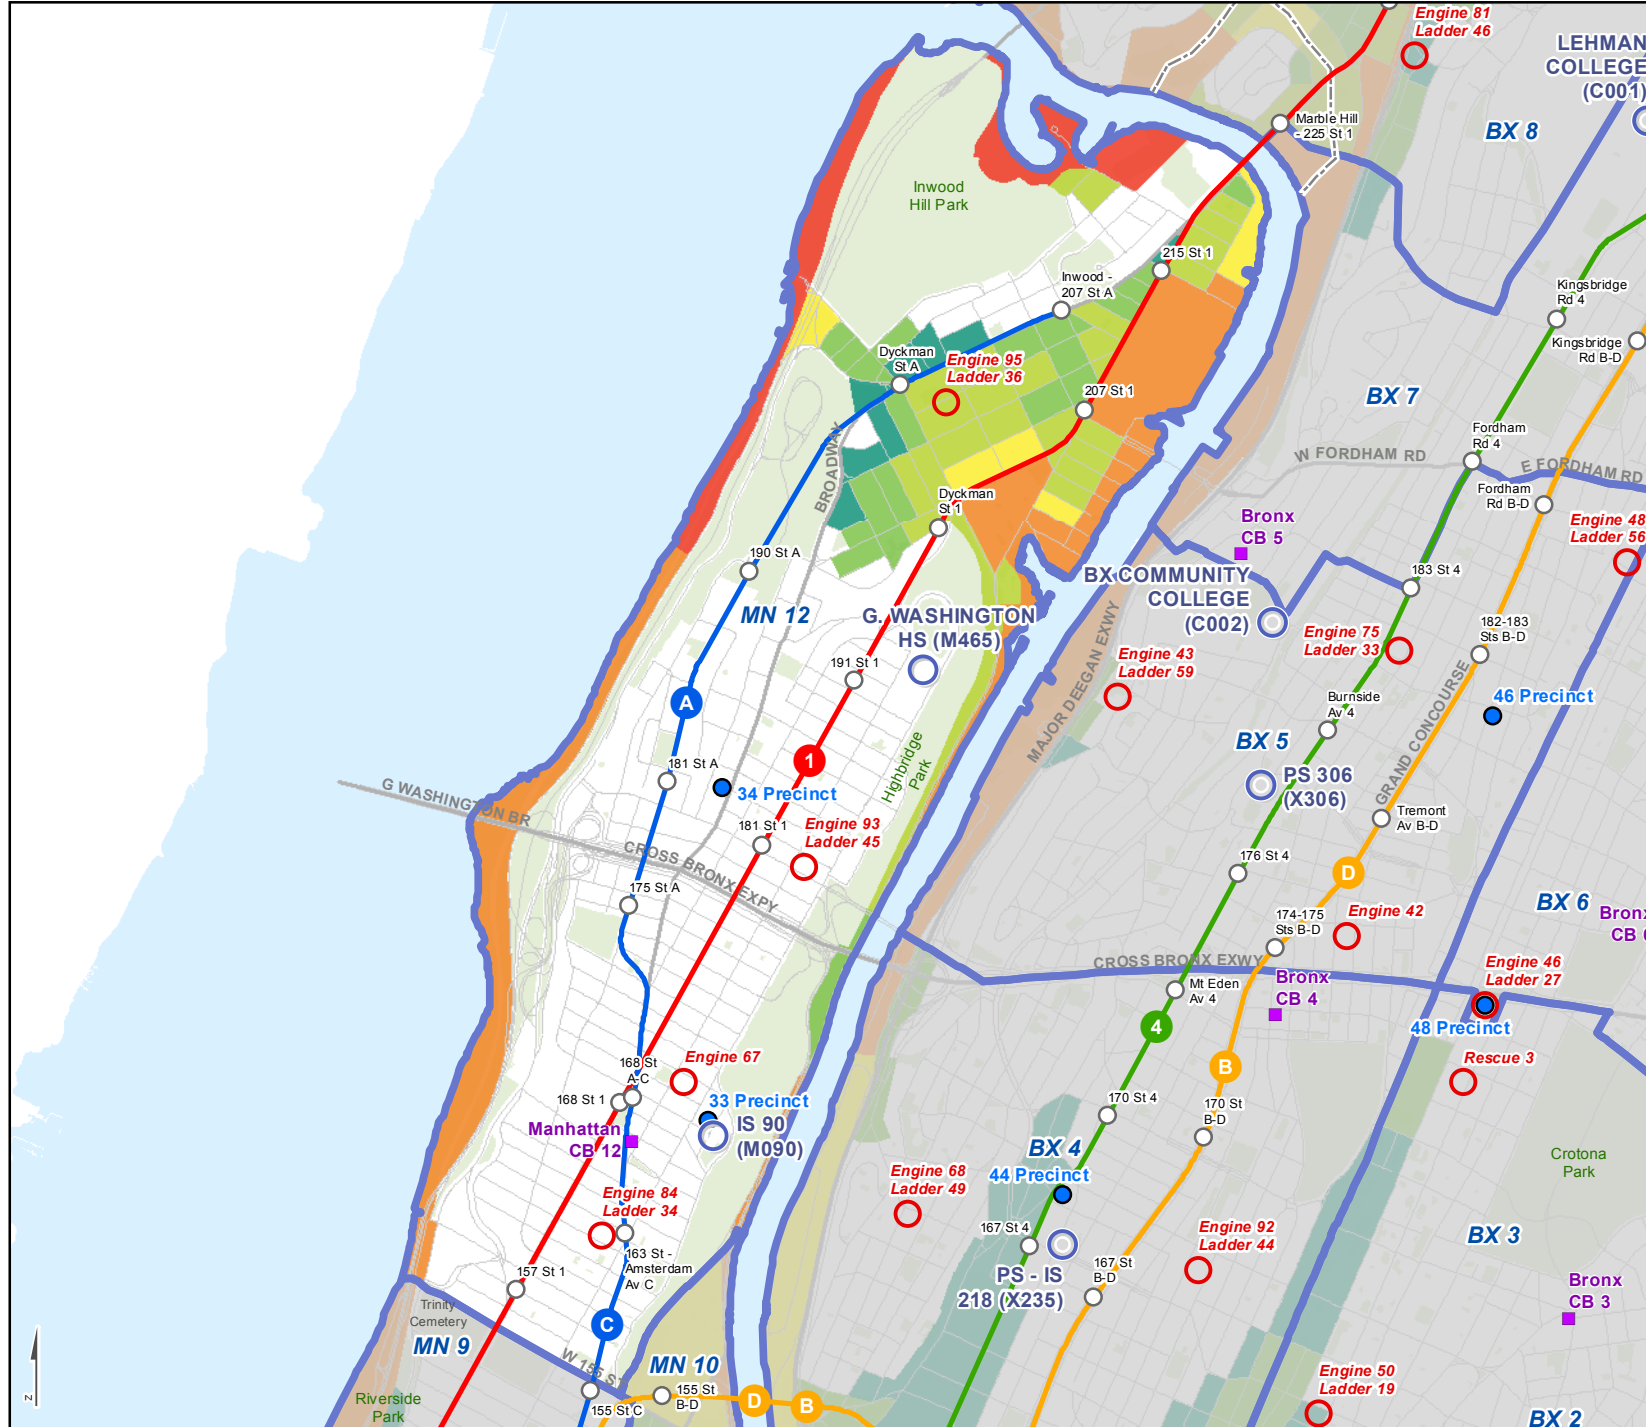 Engine 81
Ladder 46
LEHMAN
COLLEGE
(C001)
Marble Hill
- 225 St 1
BX 8
Inwood
Hill Park
215 St 1
Inwood -
207 St A
Kingsbridge
Rd 4
Kingsbridge
Rd B-D
Dyckman
St A
Engine 95
Ladder 36
207 St 1
BX 7
BROADWAY
Fordham
Rd 4
W FORDHAM RD
E FORDHAM RD
Fordham
Rd B-D
Dyckman
St 1
Bronx
CB 5
Engine 48
Ladder 56
190 St A
183 St 4
BX COMMUNITY
COLLEGE
(C002)
MN 12
G. WASHINGTON
HS (M465)
Engine 75
Ladder 33
182-183
Sts B-D
191 St 1
Engine 43
Ladder 59
MAJOR DEEGAN EXWY
GRAND CONCOURSE
A
Burnside
Av 4
46 Precinct
BX 5
1
181 St A
34 Precinct
Highbridge
Park
PS 306
(X306)
G WASHINGTON BR
181 St 1
Engine 93
Ladder 45
Tremont
Av B-D
CROSS BRONX EXPY
176 St 4
D
175 St A
174-175
Sts B-D
Engine 42
BX 6
Bronx
CB 6
CROSS BRONX EXWY
Mt Eden
Av 4
Bronx
CB 4
Engine 46
Ladder 27
4
48 Precinct
168 St
A-C
Engine 67
B
Rescue 3
168 St 1
33 Precinct
IS 90
(M090)
170 St 4
170 St
B-D
Manhattan
CB 12
BX 4
44 Precinct
Crotona
Park
Engine 84
Ladder 34
Engine 68
Ladder 49
167 St 4
Engine 92
Ladder 44
BX 3
163 St -
Amsterdam
Av C
157 St 1
PS - IS
218 (X235)
167 St
B-D
Bronx
CB 3
Trinity
Cemetery
C
MN 9
W 155 ST
MN 10
Engine 50
Ladder 19
Riverside
Park
155 St C
155 St
B-D
D
B
BX 2
N